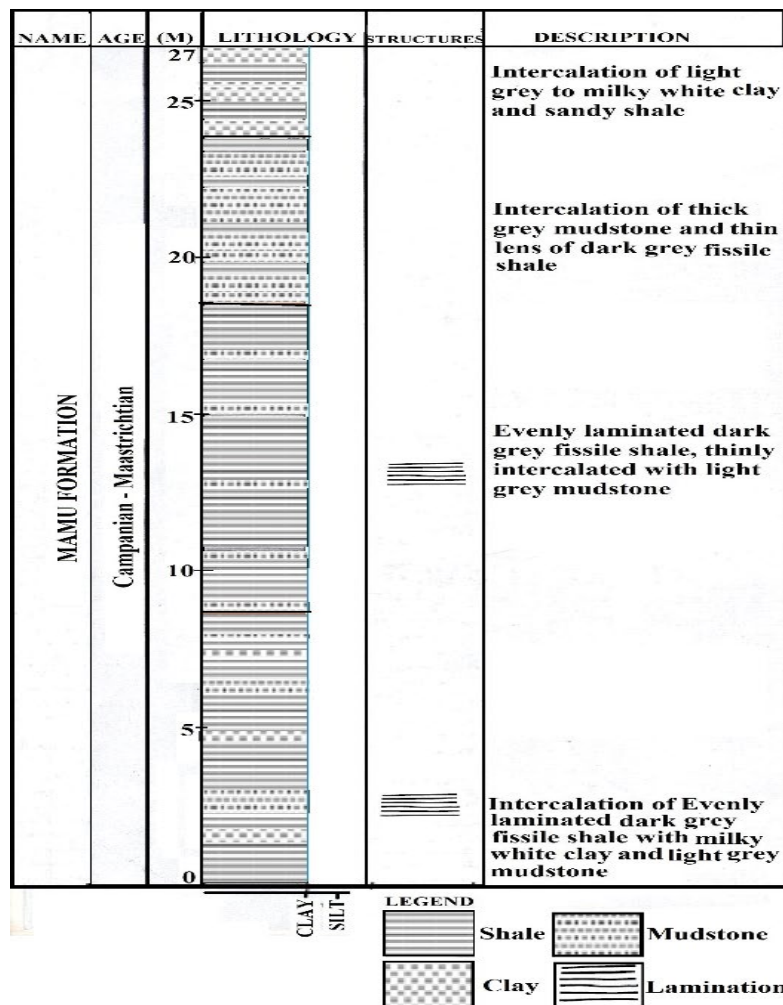 NAME AGE (M) LITHOLOGY STRUCTURES DESCRIPTION
27
Intercalation of light
grey to milky white clay
and sandy shale
25
Intercalation of thick
grey mudstone and thin
lens of dark grey fissile
shale
20
15
Evenly laminated dark
grey fissile shale, thinly
intercalated with light
grey mudstone
MAMU FORMATION
Campanian - Maastrichtian
10
5
Intercalation of Evenly
laminated dark grey
fissile shale with milky
white clay and light grey
mudstone
0
CLAY
SILT
LEGEND
Shale
Mudstone
Clay
Lamination